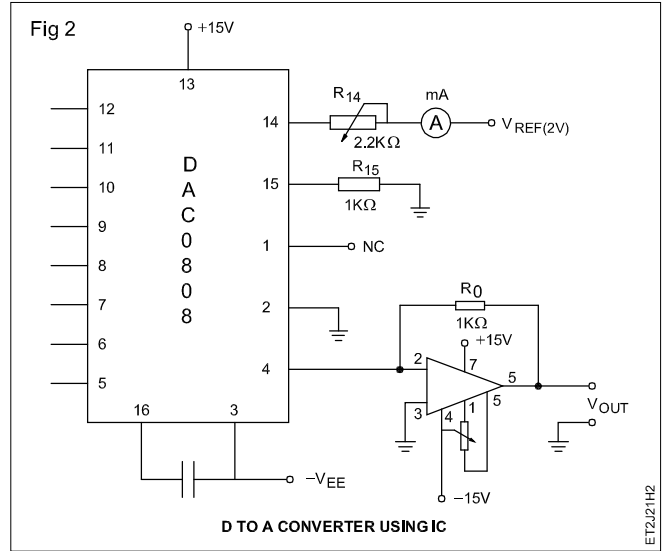 Fig 2
+15V
13
12
11
10
9
8
7
6
5
D
A
C
0
8
0
8
14
15
1
2
4
16
3
R14
2.2KΩ
mA
A
VREF(2V)
R15
1KΩ
NC
R0
1KΩ
+15V
2
7
3
4
1
5
5
VOUT
-15V
-VEE
D TO A CONVERTER USING IC
ET2J21H2